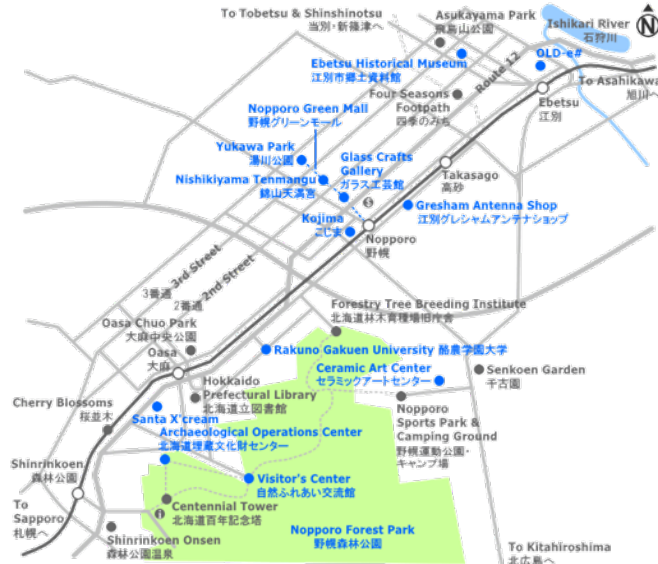 To Tobetsu & Shinshinotsu
当別・新篠津へ
Asukayama Park
飛鳥山公園
Ishikari River
石狩川
N
Ebetsu Historical Museum
江別市郷土資料館
OLD-e#
Route 12
To Asahikawa
旭川へ
Four Seasons
Footpath
四季のみち
Ebetsu
江別
Nopporo Green Mall
野幌グリーンモール
Yukawa Park
湯川公園
Glass Crafts
Gallery
ガラス工芸館
Takasago
高砂
Nishikiyama Tenmangu
錦山天満宮
Gresham Antenna Shop
江別グレシャムアンテナショップ
Kojima
こじま
Nopporo
野幌
3rd Street
3番通
2nd Street
2番通
Forestry Tree Breeding Institute
北海道林木育種場旧庁舎
Oasa Chuo Park
大麻中央公園
Rakuno Gakuen University 酪農学園大学
Oasa
大麻
Ceramic Art Center
セラミックアートセンター
Senkoen Garden
千古園
Hokkaido
Prefectural Library
北海道立図書館
Cherry Blossoms
桜並木
Nopporo
Sports Park &
Camping Ground
野幌運動公園・
キャンプ場
Santa X'cream
Archaeological Operations Center
北海道埋蔵文化財センター
Shinrinkoen
森林公園
Visitor's Center
自然ふれあい交流館
To
Sapporo
札幌へ
Centennial Tower
北海道百年記念塔
i
Nopporo Forest Park
野幌森林公園
Shinrinkoen Onsen
森林公園温泉
To Kitahiroshima
北広島へ